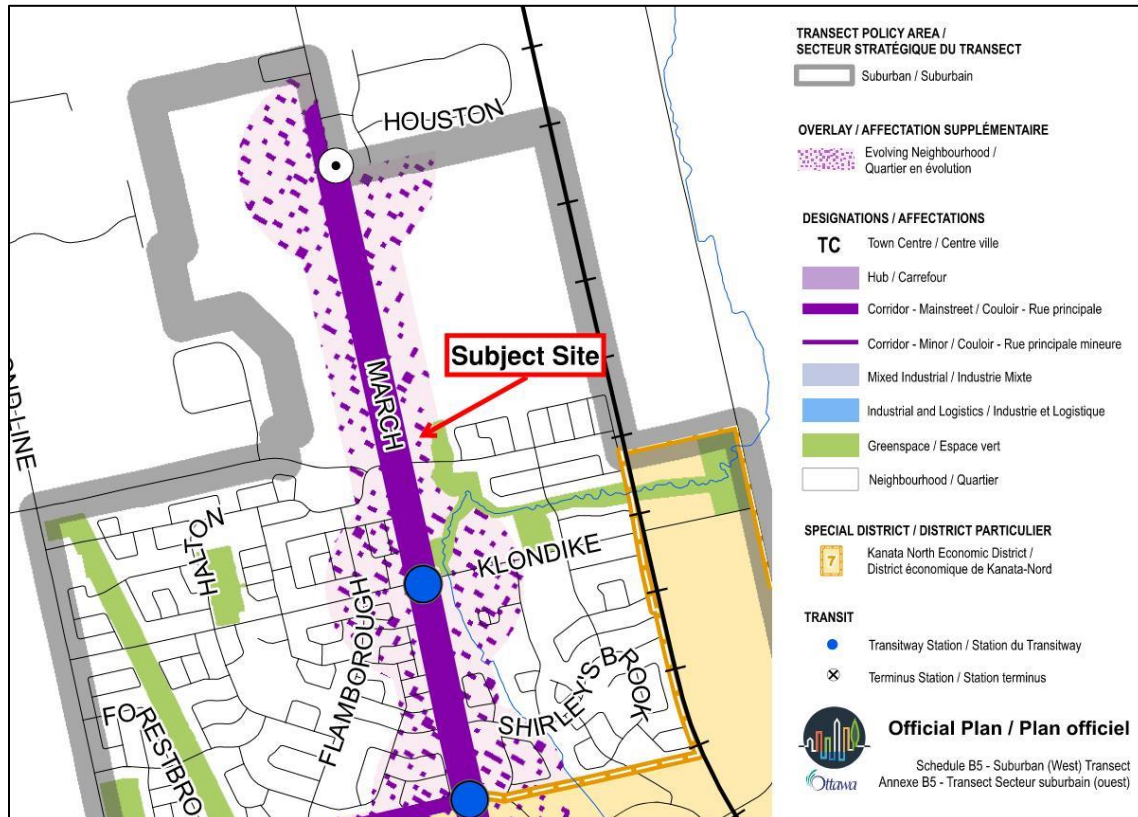 HOUSTON
Subject Site
MARCH
OND LINE
HALTON
KLONDIKE
FLAMBOROUGH
SHIRLEY'S BROOK
FORESTBRO
TRANSECT POLICY AREA /
SECTEUR STRATÉGIQUE DU TRANSECT
Suburban / Suburbain
OVERLAY / AFFECTATION SUPPLÉMENTAIRE
Evolving Neighbourhood /
Quartier en évolution
DESIGNATIONS / AFFECTATIONS
TC Town Centre / Centre ville
Hub / Carrefour
Corridor - Mainstreet / Couloir - Rue principale
Corridor - Minor / Couloir - Rue principale mineure
Mixed Industrial / Industrie Mixte
Industrial and Logistics / Industrie et Logistique
Greenspace / Espace vert
Neighbourhood / Quartier
SPECIAL DISTRICT / DISTRICT PARTICULIER
7 Kanata North Economic District /
District économique de Kanata-Nord
TRANSIT
Transitway Station / Station du Transitway
Terminus Station / Station terminus
Official Plan / Plan officiel
Schedule B5 - Suburban (West) Transect
Annexe B5 - Transect Secteur suburbain (ouest)
Ottawa